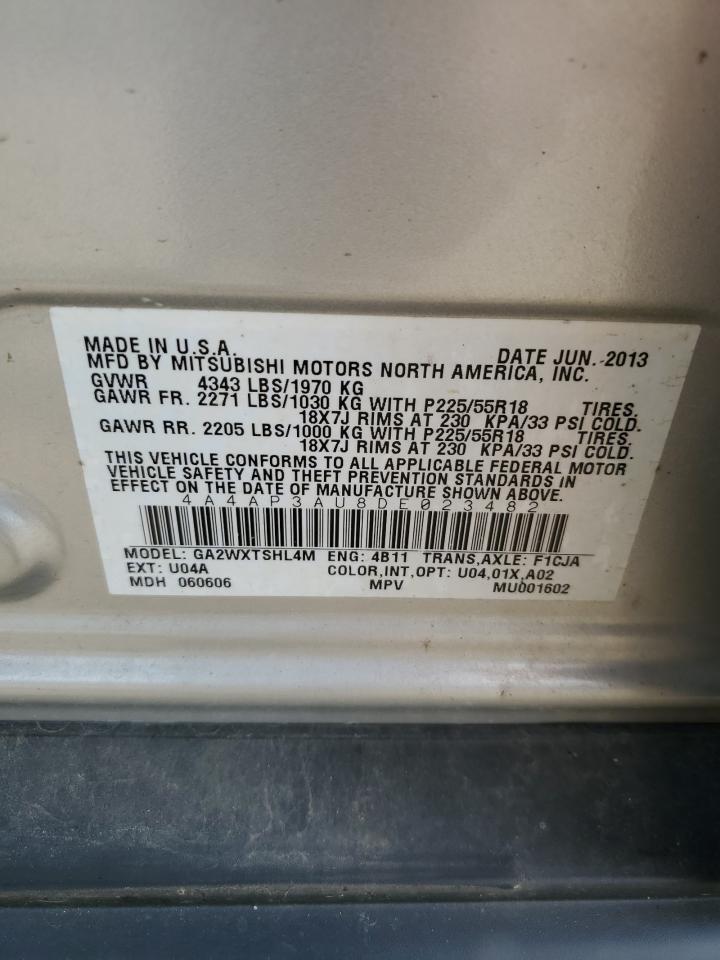 MADE IN U.S.A. DATE JUN. 2013
MFD BY MITSUBISHI MOTORS NORTH AMERICA, INC.
GVWR 4343 LBS/1970 KG
GAWR FR. 2271 LBS/1030 KG WITH P225/55R18 TIRES.
18X7J RIMS AT 230 KPA/33 PSI COLD.
GAWR RR. 2205 LBS/1000 KG WITH P225/55R18 TIRES.
18X7J RIMS AT 230 KPA/33 PSI COLD.
THIS VEHICLE CONFORMS TO ALL APPLICABLE FEDERAL MOTOR
VEHICLE SAFETY AND THEFT PREVENTION STANDARDS IN
EFFECT ON THE DATE OF MANUFACTURE SHOWN ABOVE.
4A4AP3AU8DE023482
MODEL: GA2WXTSHL4M ENG: 4B11 TRANS,AXLE: F1CJA
EXT: U04A COLOR,INT,OPT: U04,01X,A02
MDH 060606 MPV MU001602